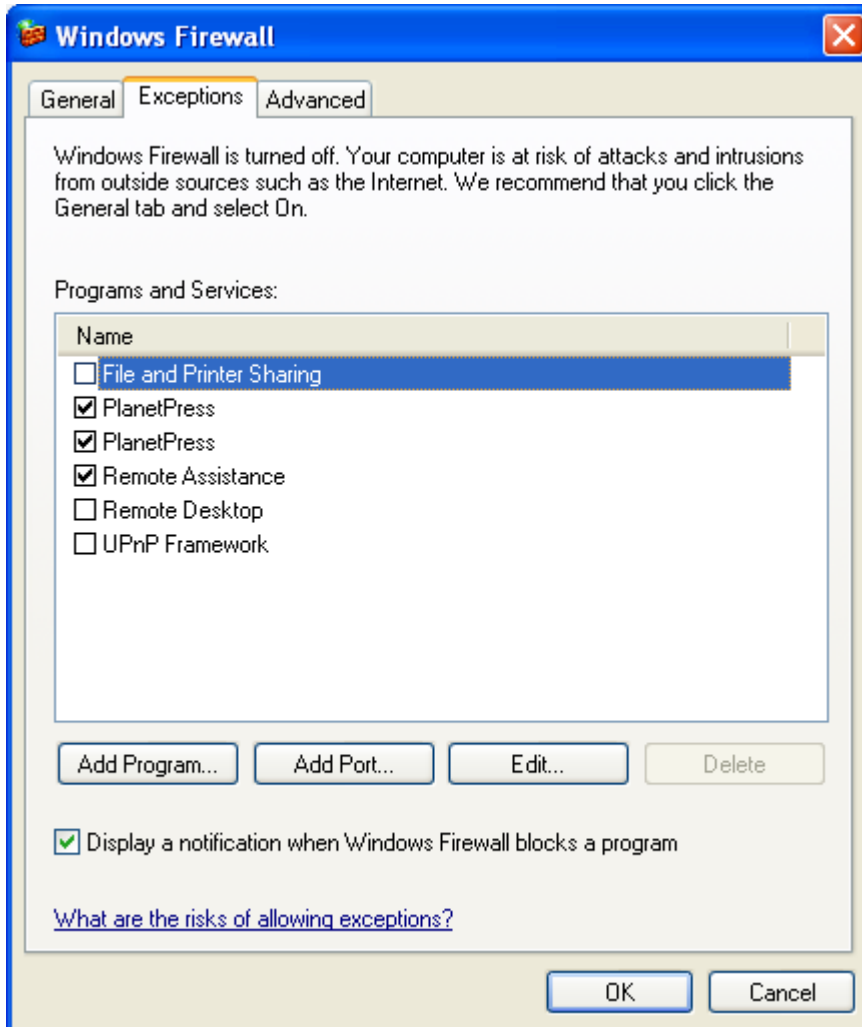 Windows Firewall
General Exceptions Advanced
Windows Firewall is turned off. Your computer is at risk of attacks and intrusions
from outside sources such as the Internet. We recommend that you click the
General tab and select On.
Programs and Services:
Name
File and Printer Sharing
PlanetPress
PlanetPress
Remote Assistance
Remote Desktop
UPnP Framework
Add Program... Add Port... Edit... Delete
Display a notification when Windows Firewall blocks a program
What are the risks of allowing exceptions?
OK Cancel